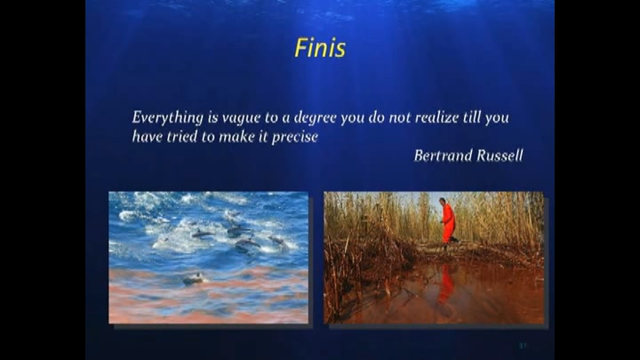 Finis
Everything is vague to a degree you do not realize till you
have tried to make it precise
Bertrand Russell